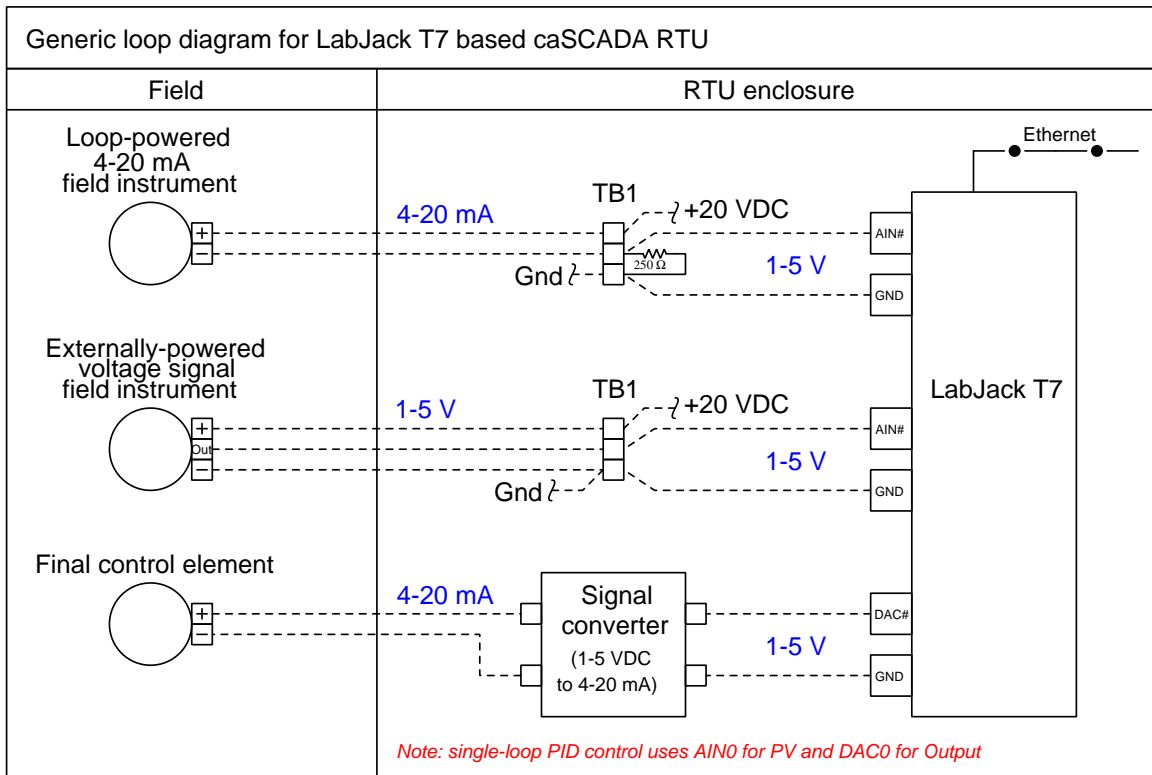 Generic loop diagram for LabJack T7 based caSCADA RTU
Field
RTU enclosure
Loop-powered
4-20 mA
field instrument
+
−
4-20 mA
TB1
+20 VDC
250 Ω
Gnd
1-5 V
AIN#
GND
Ethernet
Externally-powered
voltage signal
field instrument
+
Out
−
1-5 V
TB1
+20 VDC
Gnd
1-5 V
AIN#
GND
LabJack T7
Final control element
+
−
4-20 mA
Signal
converter
(1-5 VDC
to 4-20 mA)
1-5 V
DAC#
GND
Note: single-loop PID control uses AIN0 for PV and DAC0 for Output